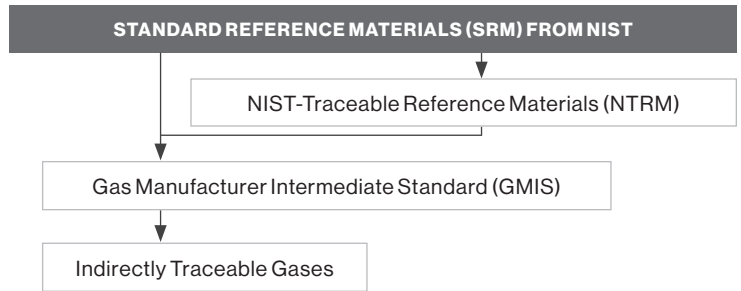 STANDARD REFERENCE MATERIALS (SRM) FROM NIST
NIST-Traceable Reference Materials (NTRM)
Gas Manufacturer Intermediate Standard (GMIS)
Indirectly Traceable Gases